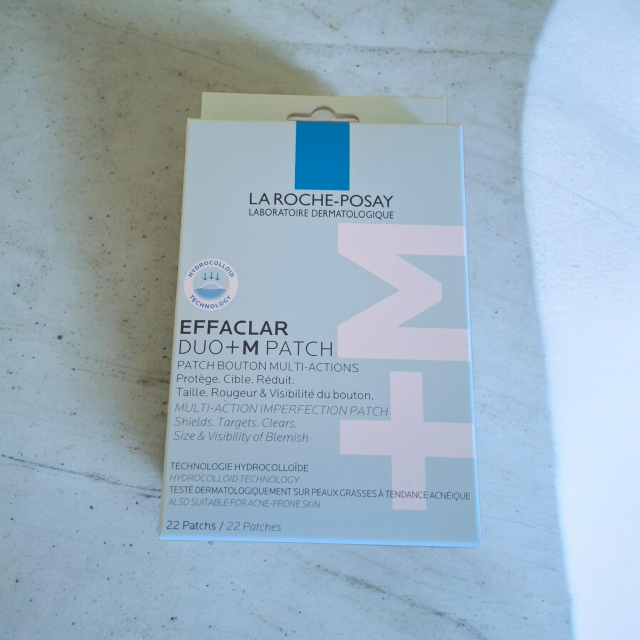 LA ROCHE-POSAY
LABORATOIRE DERMATOLOGIQUE
HYDROCOLLOID
TECHNOLOGY
+M
EFFACLAR
DUO+M PATCH
PATCH BOUTON MULTI-ACTIONS
Protège. Cible. Réduit.
Taille, Rougeur & Visibilité du bouton.
MULTI-ACTION IMPERFECTION PATCH
Shields. Targets. Clears.
Size & Visibility of Blemish
TECHNOLOGIE HYDROCOLLOÏDE
HYDROCOLLOID TECHNOLOGY
TESTÉ DERMATOLOGIQUEMENT SUR PEAUX GRASSES À TENDANCE ACNÉIQUE
ALSO SUITABLE FOR ACNE-PRONE SKIN
22 Patchs / 22 Patches